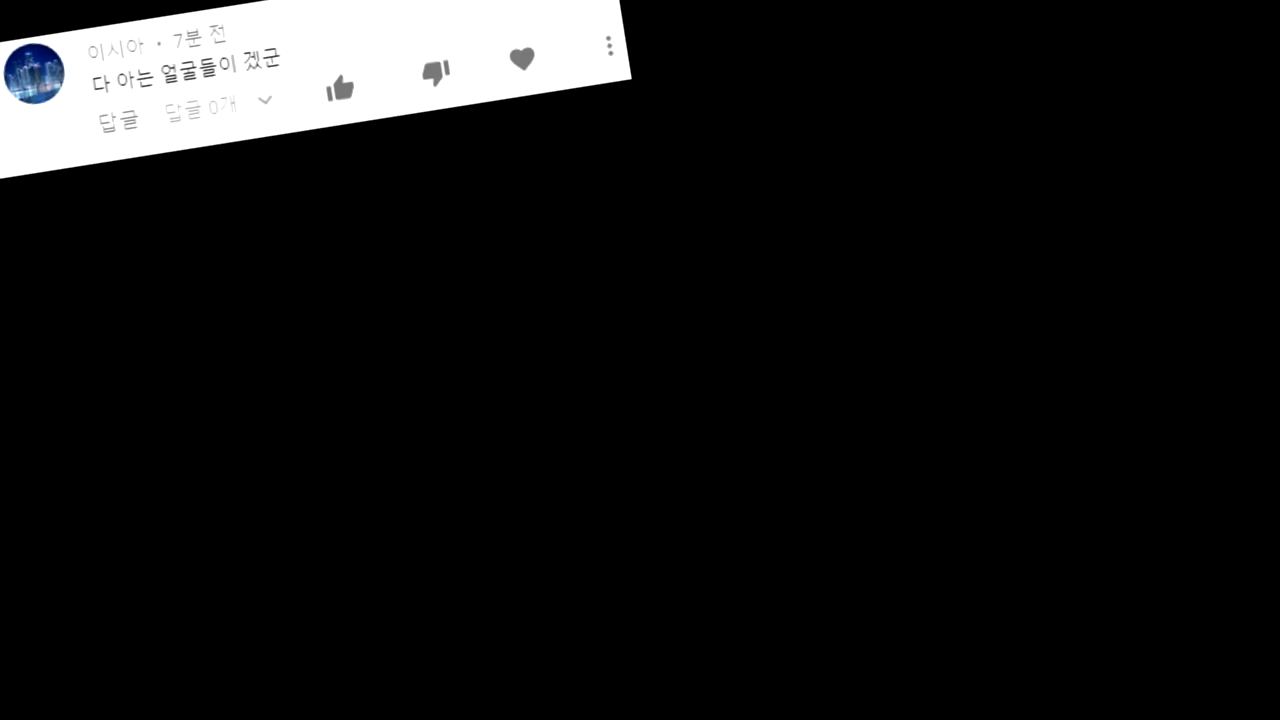 이시아 • 7분 전
다 아는 얼굴들이 겠군
답글 답글 0개